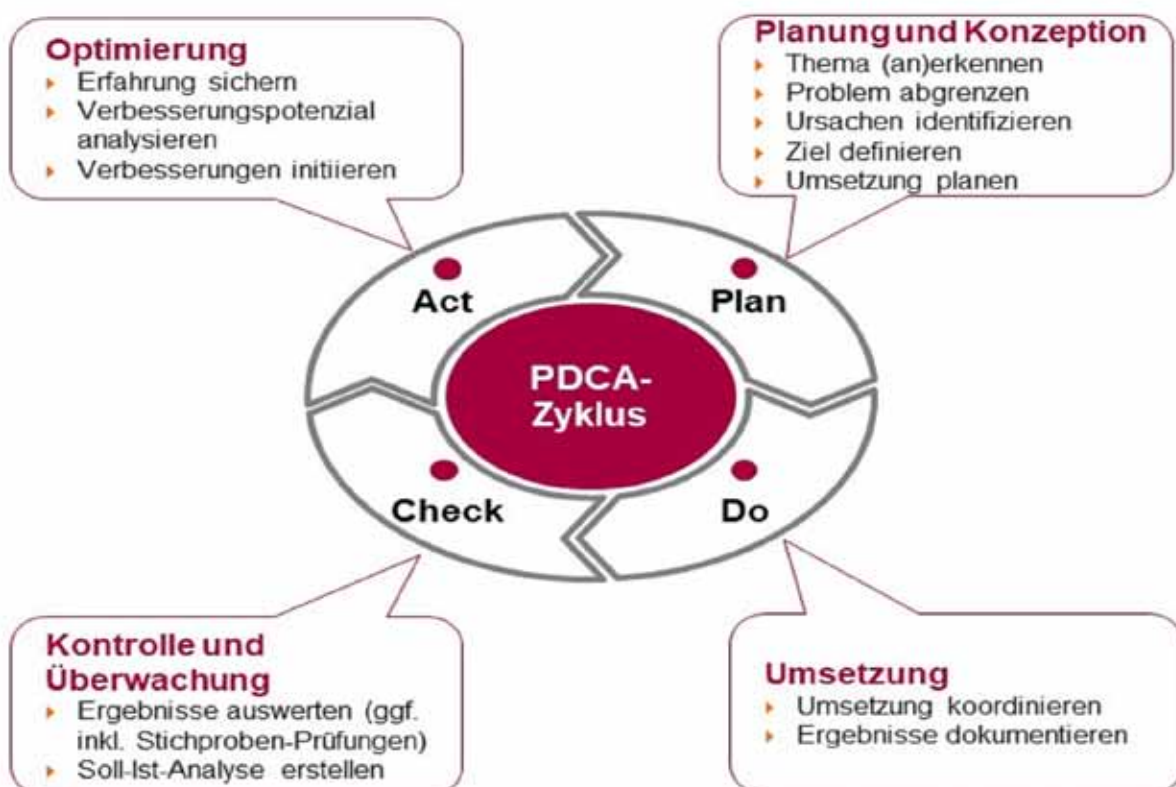 Optimierung
Erfahrung sichern
Verbesserungspotenzial
analysieren
Verbesserungen initiieren
Planung und Konzeption
Thema (an)erkennen
Problem abgrenzen
Ursachen identifizieren
Ziel definieren
Umsetzung planen
Act
Plan
PDCA-
Zyklus
Check
Do
Kontrolle und
Überwachung
Ergebnisse auswerten (ggf.
inkl. Stichproben-Prüfungen)
Soll-Ist-Analyse erstellen
Umsetzung
Umsetzung koordinieren
Ergebnisse dokumentieren